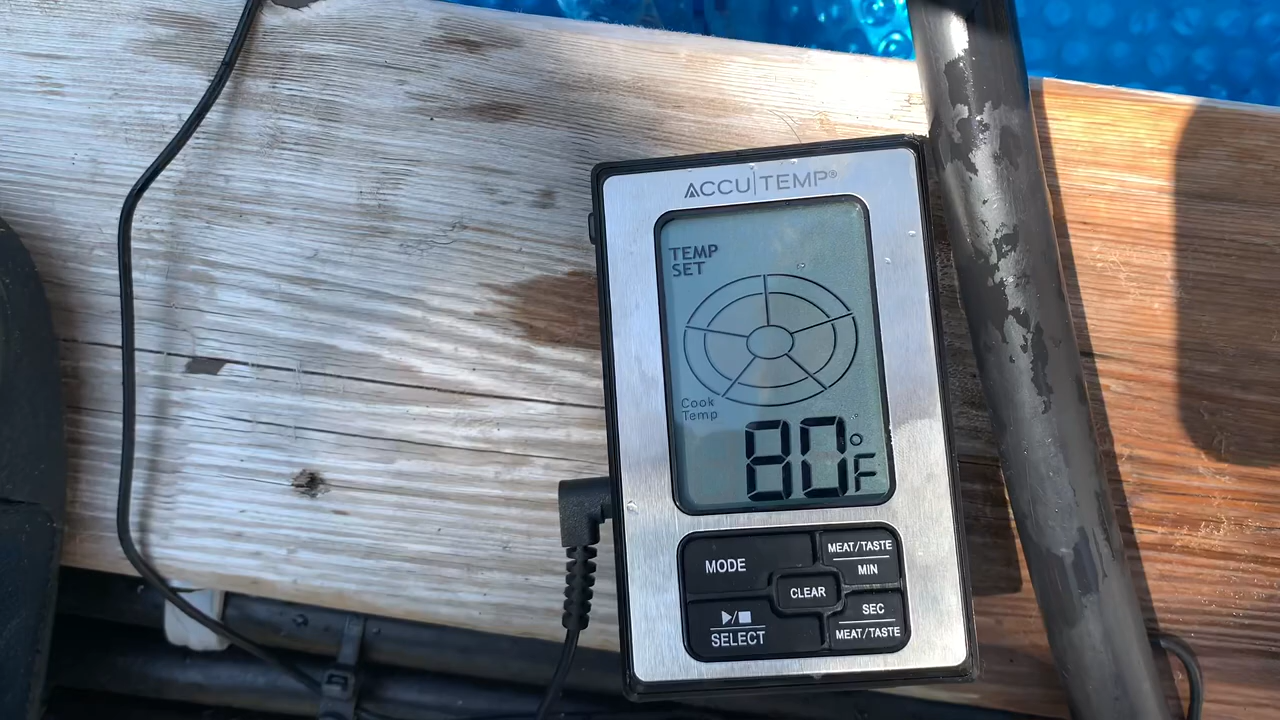 ACCU|TEMP®
TEMP
SET
Cook
Temp
80°F
MODE
MEAT/TASTE
MIN
CLEAR
▶/■
SELECT
SEC
MEAT/TASTE